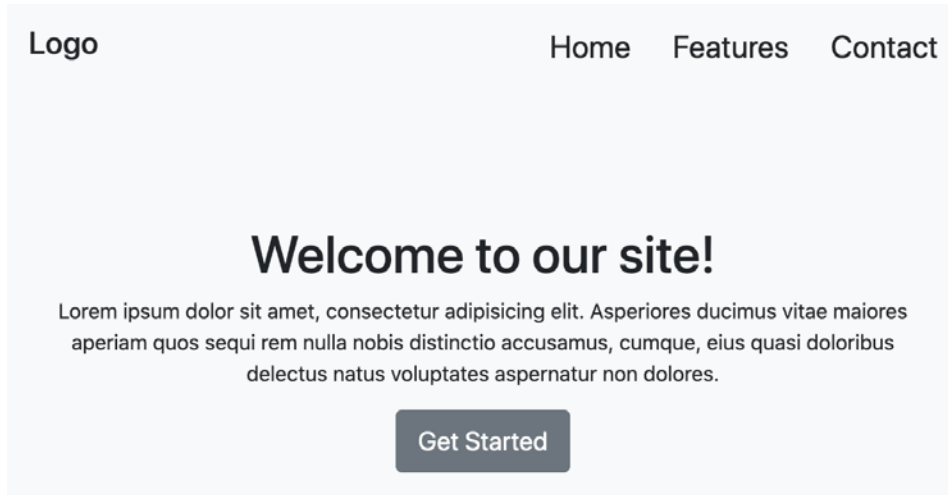 Logo
Home Features Contact
Welcome to our site!
Lorem ipsum dolor sit amet, consectetur adipisicing elit. Asperiores ducimus vitae maiores
aperiam quos sequi rem nulla nobis distinctio accusamus, cumque, eius quasi doloribus
delectus natus voluptates aspernatur non dolores.
Get Started